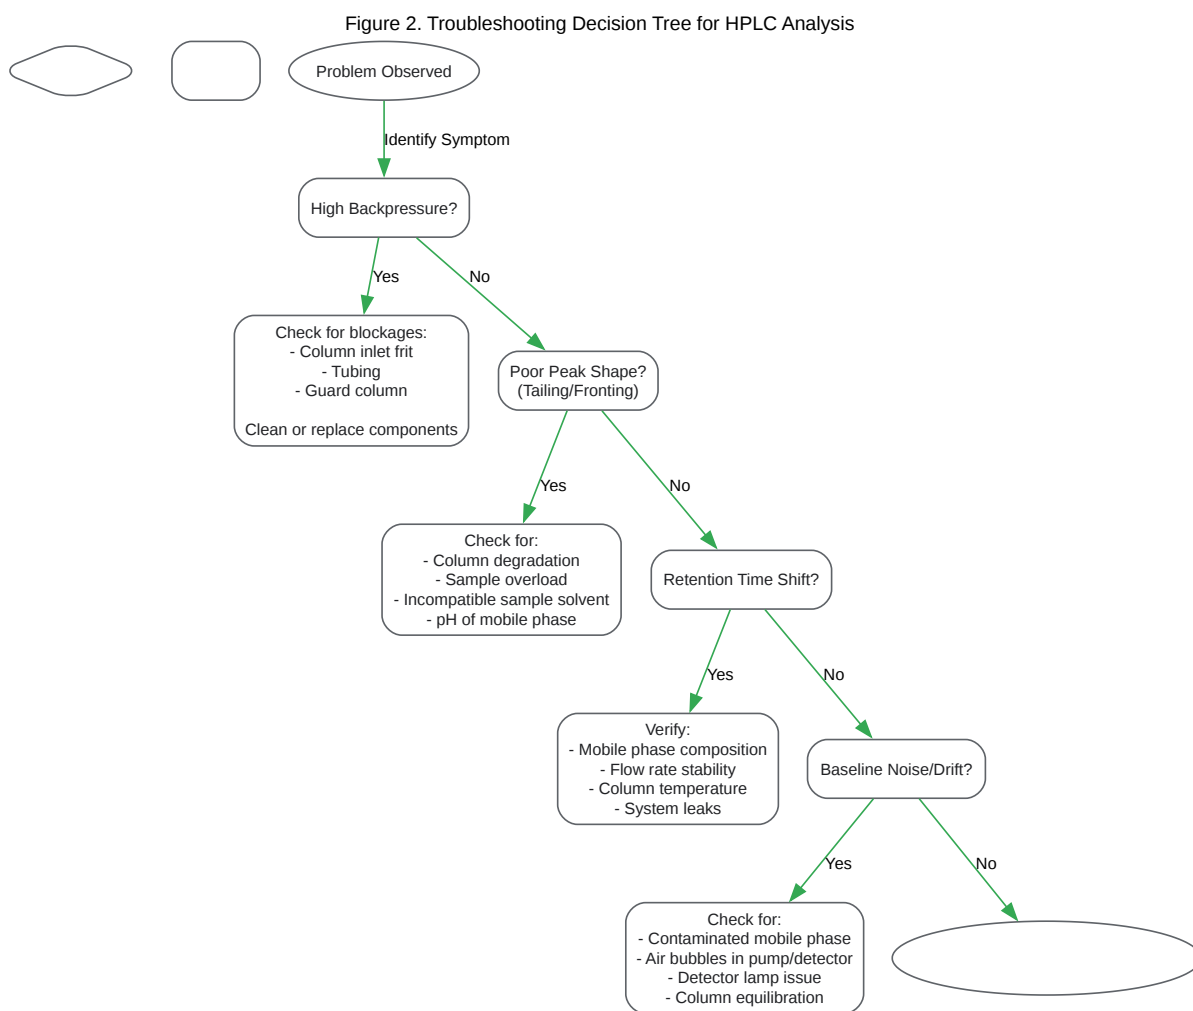 Figure 2. Troubleshooting Decision Tree for HPLC Analysis
Problem Observed
Identify Symptom
High Backpressure?
Yes
No
Check for blockages:
- Column inlet frit
- Tubing
- Guard column
Clean or replace components
Poor Peak Shape?
(Tailing/Fronting)
Yes
No
Check for:
- Column degradation
- Sample overload
- Incompatible sample solvent
- pH of mobile phase
Retention Time Shift?
Yes
No
Verify:
- Mobile phase composition
- Flow rate stability
- Column temperature
- System leaks
Baseline Noise/Drift?
Yes
No
Check for:
- Contaminated mobile phase
- Air bubbles in pump/detector
- Detector lamp issue
- Column equilibration